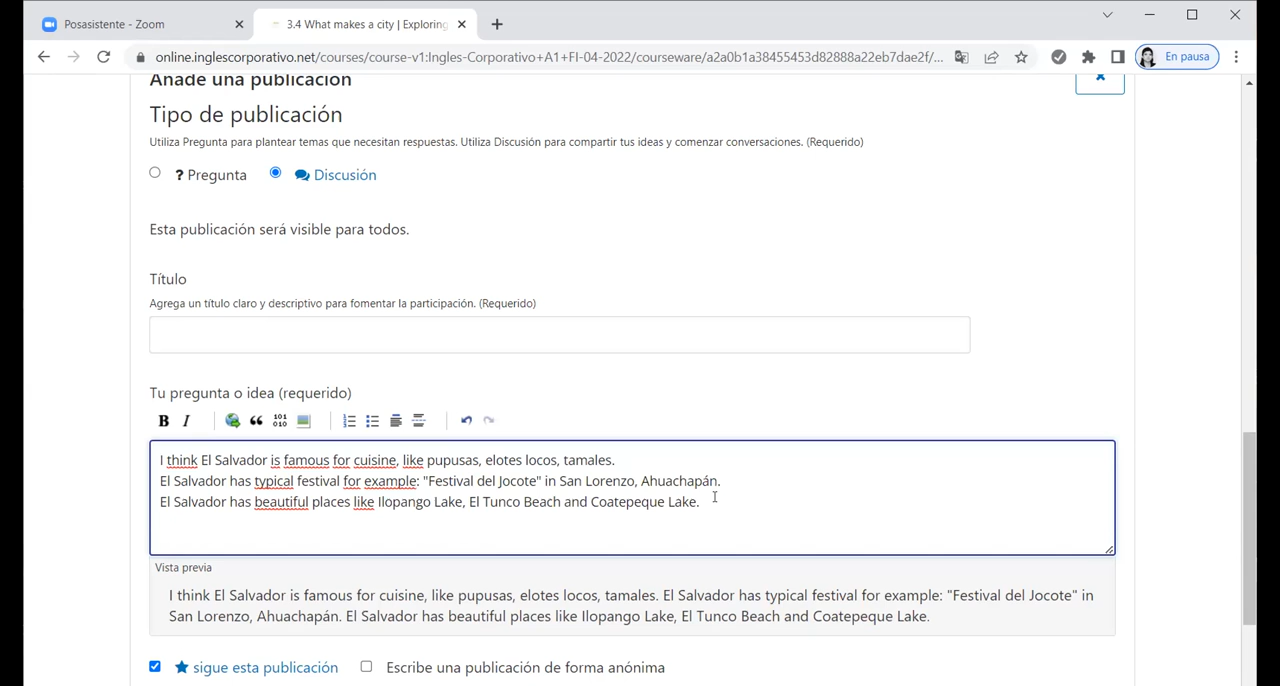 Posasistente - Zoom
3.4 What makes a city | Exploring
online.inglescorporativo.net/courses/course-v1:Ingles-Corporativo+A1+FI-04-2022/courseware/a2a0b1a38455453d82888a22eb7dae2f/...
En pausa
Añade una publicación
Tipo de publicación
Utiliza Pregunta para plantear temas que necesitan respuestas. Utiliza Discusión para compartir tus ideas y comenzar conversaciones. (Requerido)
? Pregunta
Discusión
Esta publicación será visible para todos.
Título
Agrega un título claro y descriptivo para fomentar la participación. (Requerido)
Tu pregunta o idea (requerido)
B I 101 010
I think El Salvador is famous for cuisine, like pupusas, elotes locos, tamales.
El Salvador has typical festival for example: "Festival del Jocote" in San Lorenzo, Ahuachapán.
El Salvador has beautiful places like Ilopango Lake, El Tunco Beach and Coatepeque Lake.
Vista previa
I think El Salvador is famous for cuisine, like pupusas, elotes locos, tamales. El Salvador has typical festival for example: "Festival del Jocote" in
San Lorenzo, Ahuachapán. El Salvador has beautiful places like Ilopango Lake, El Tunco Beach and Coatepeque Lake.
sigue esta publicación
Escribe una publicación de forma anónima